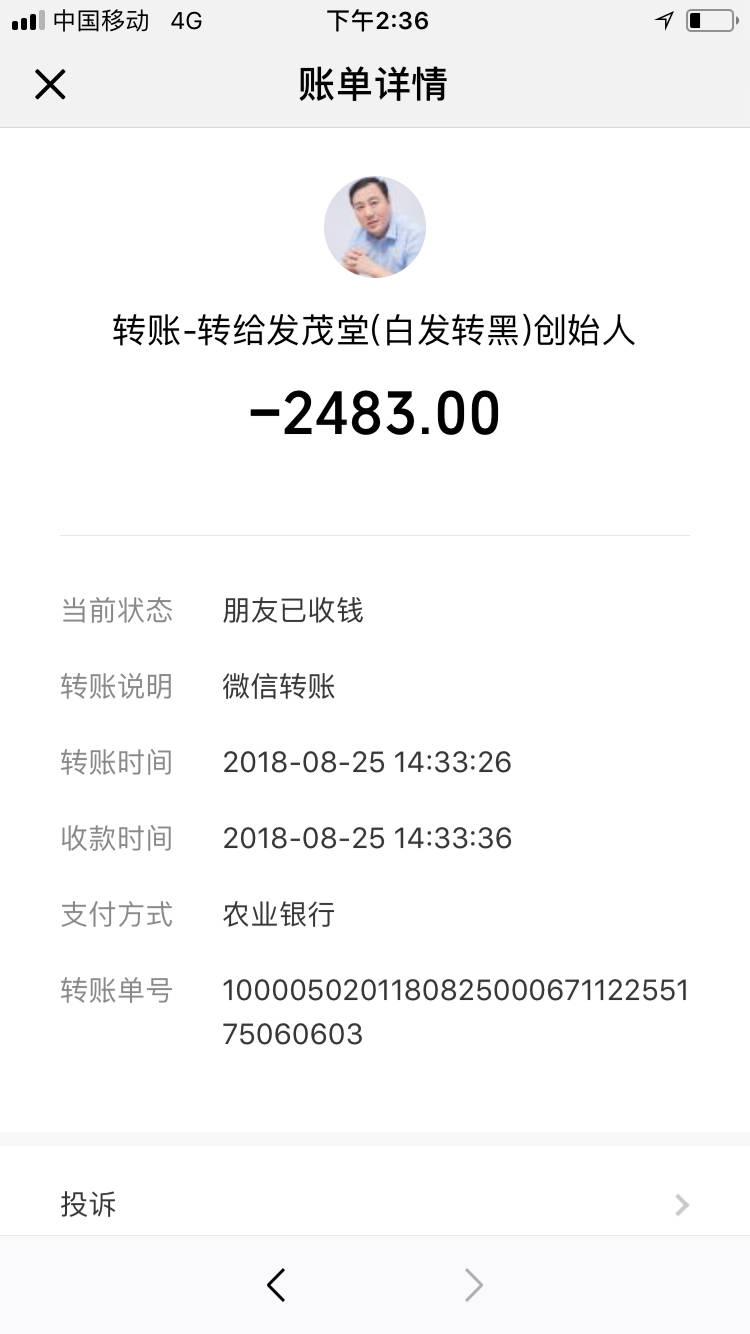 中国移动 4G 下午2:36
账单详情
转账-转给发茂堂(白发转黑)创始人
-2483.00
当前状态 朋友已收钱
转账说明 微信转账
转账时间 2018-08-25 14:33:26
收款时间 2018-08-25 14:33:36
支付方式 农业银行
转账单号 1000050201180825000671122551
75060603
投诉